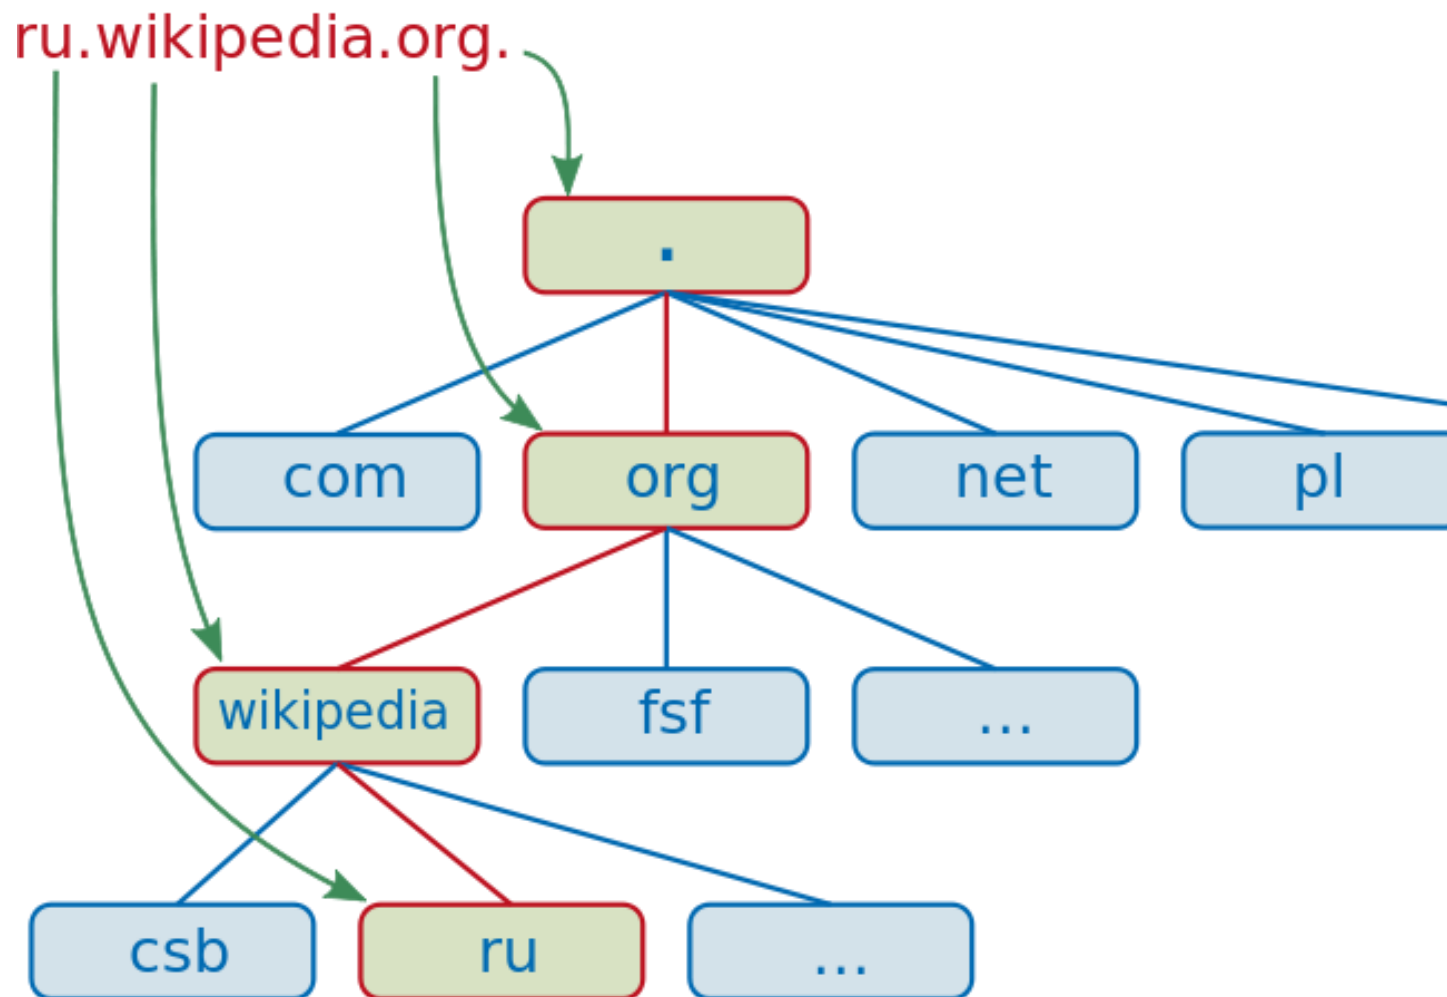 ru.wikipedia.org.
.
com org net pl
wikipedia fsf ...
csb ru ...